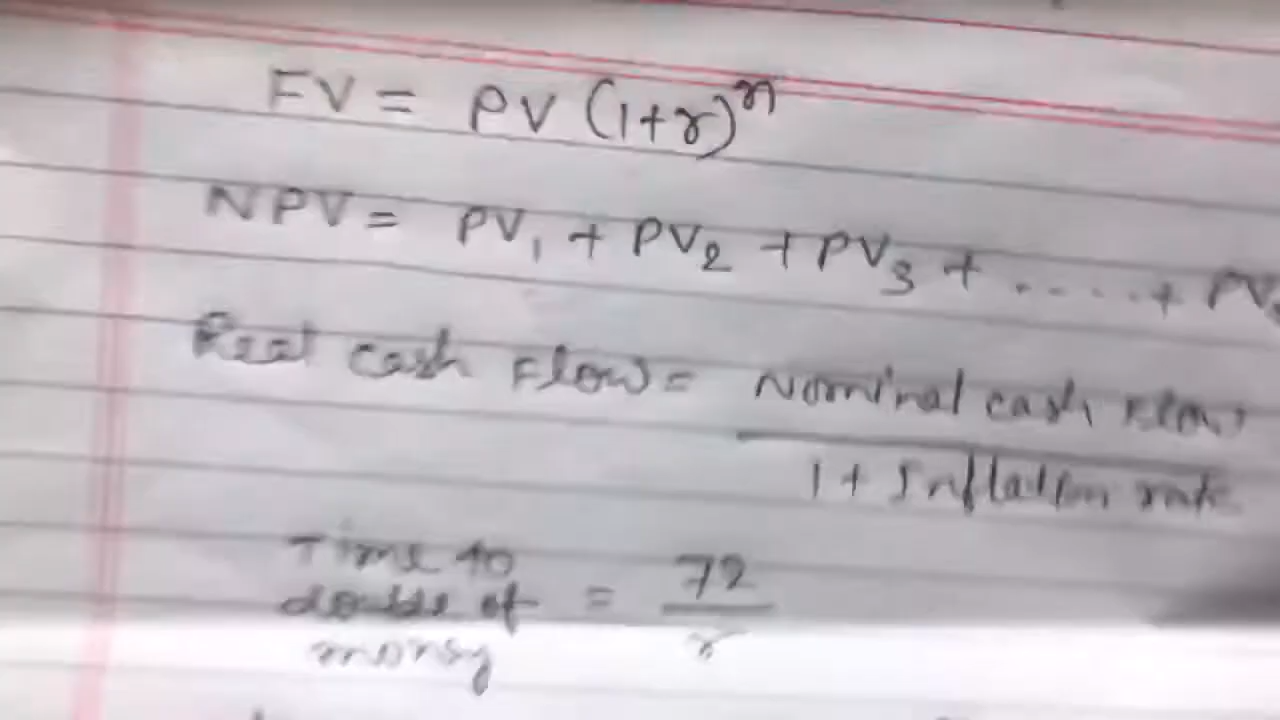 FV = PV (1+r)^n
NPV = PV₁ + PV₂ + PV₃ + ..... + PV
Real cash Flow = Nominal cash Flow
1 + Inflation rate
Time to
double of = 72
r
money